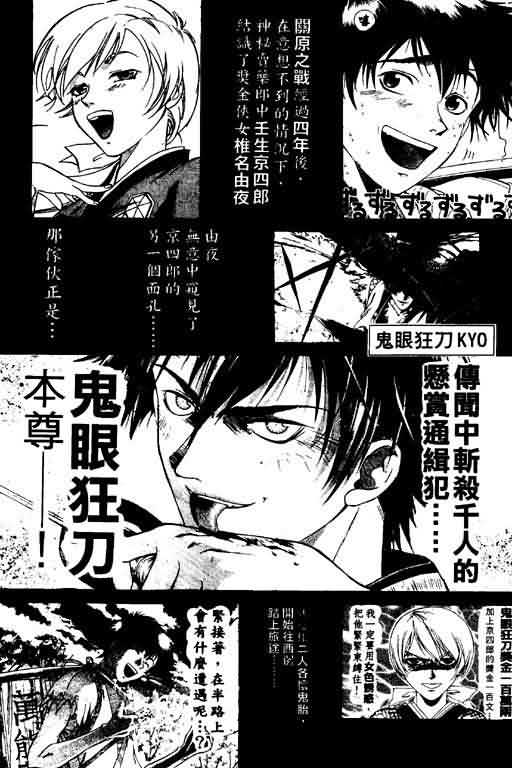 關原之戰經過四年後，
在意想不到的情況下，
神秘賣藥郎中壬生京四郎
結識了獎金俠女椎名由夜
ずるずるずるずる
由夜
無意中窺見了
京四郎的
另一個面孔……
那傢伙正是…
鬼眼狂刀 KYO
傳聞中斬殺千人的
懸賞通緝犯……
鬼眼狂刀
本尊——！
鬼眼狂刀獎金一百萬兩
加上京四郎的獎金一百文
我一定要用女色誘惑
把他緊緊束縛住！
二人各懷鬼胎
開始往西的
踏上旅途…
緊接著，在半路上
會有什麼遭遇呢…？
萬能